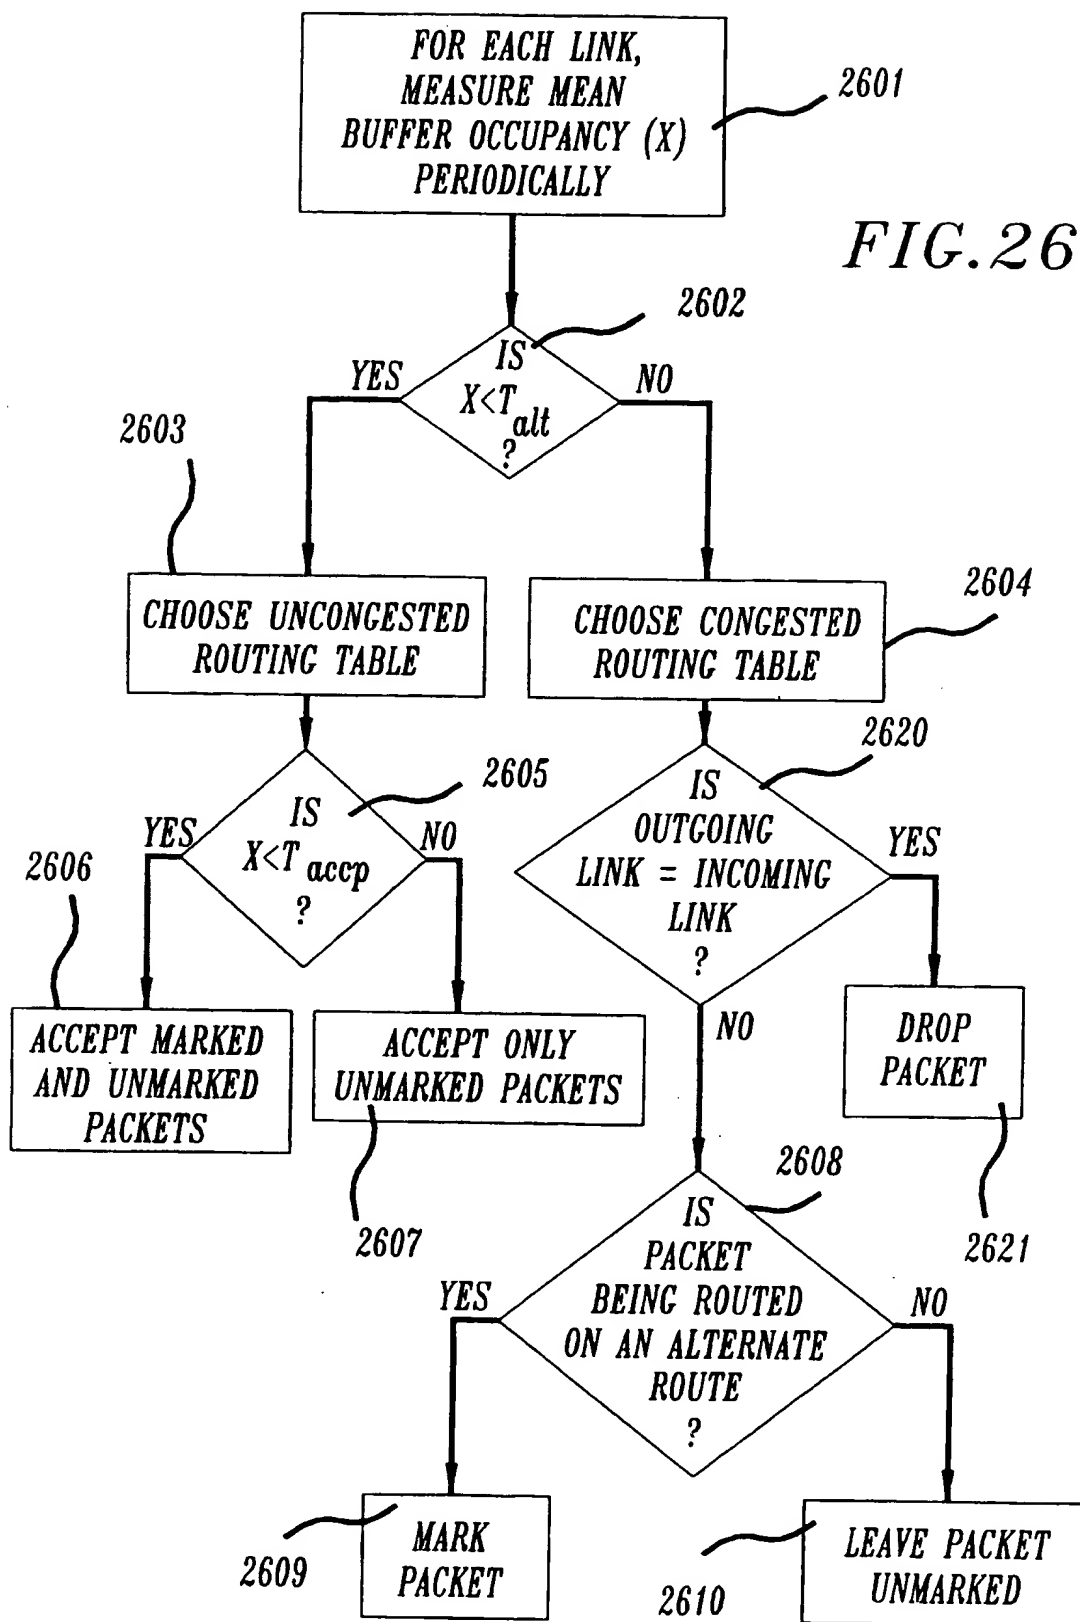 FOR EACH LINK,
MEASURE MEAN
BUFFER OCCUPANCY (X)
PERIODICALLY
2601
FIG.26
2602
IS
X<T alt
?
YES
NO
2603
CHOOSE UNCONGESTED
ROUTING TABLE
CHOOSE CONGESTED
ROUTING TABLE
2604
2605
IS
X<T accp
?
YES
NO
2620
IS
OUTGOING
LINK = INCOMING
LINK
?
YES
NO
2606
ACCEPT MARKED
AND UNMARKED
PACKETS
ACCEPT ONLY
UNMARKED PACKETS
2607
DROP
PACKET
2621
2608
IS
PACKET
BEING ROUTED
ON AN ALTERNATE
ROUTE
?
YES
NO
MARK
PACKET
2609
LEAVE PACKET
UNMARKED
2610